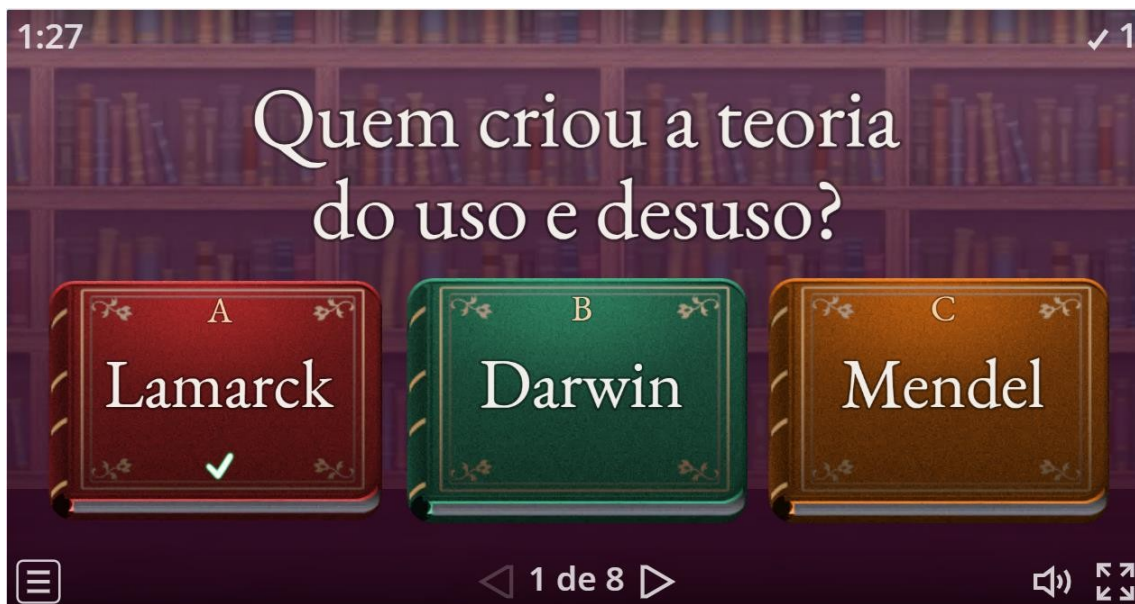 1:27
✓ 1
Quem criou a teoria
do uso e desuso?
A
Lamarck
B
Darwin
C
Mendel
1 de 8